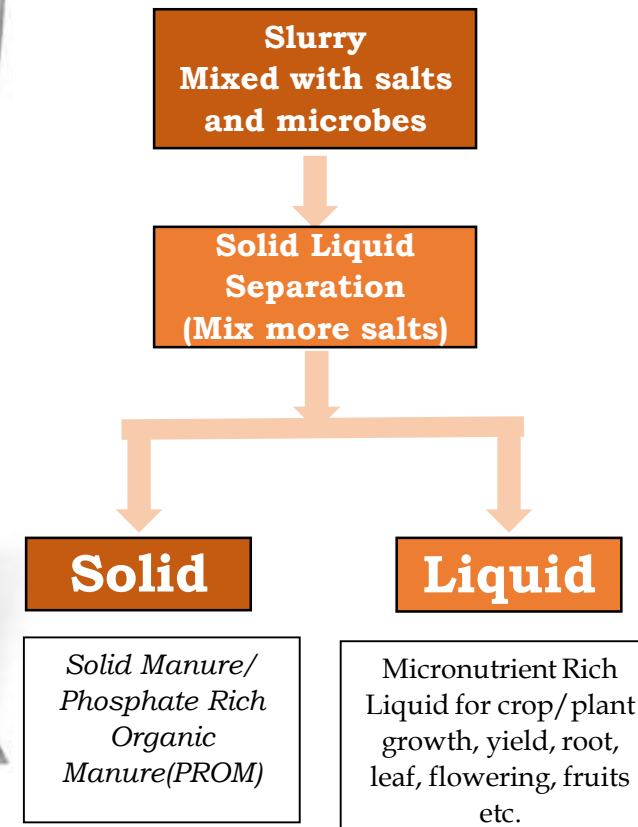 Slurry
Mixed with salts
and microbes
Solid Liquid
Separation
(Mix more salts)
Solid
Liquid
Solid Manure/
Phosphate Rich
Organic
Manure(PROM)
Micronutrient Rich
Liquid for crop/plant
growth, yield, root,
leaf, flowering, fruits
etc.